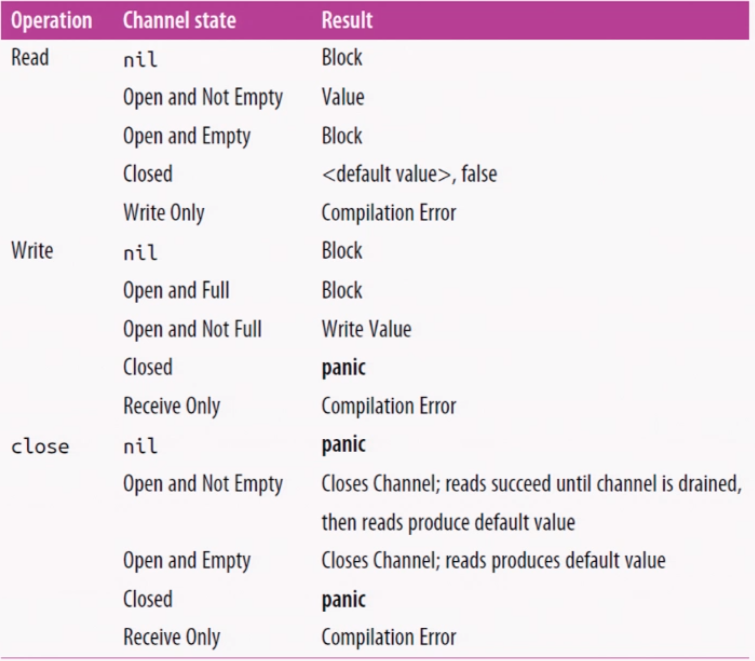 Operation Channel state Result
Read nil Block
Open and Not Empty Value
Open and Empty Block
Closed <default value>, false
Write Only Compilation Error
Write nil Block
Open and Full Block
Open and Not Full Write Value
Closed panic
Receive Only Compilation Error
close nil panic
Open and Not Empty Closes Channel; reads succeed until channel is drained,
then reads produce default value
Open and Empty Closes Channel; reads produces default value
Closed panic
Receive Only Compilation Error